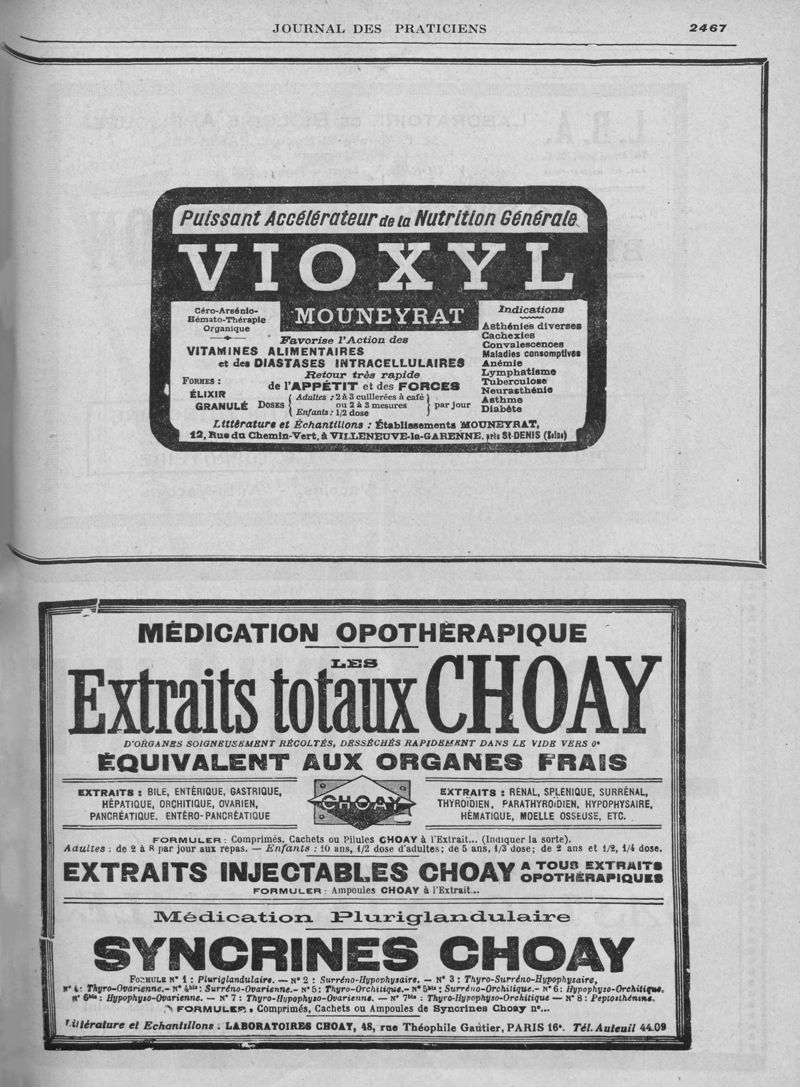 JOURNAL DES PRATICIENS 2467
Puissant Accélérateur de la Nutrition Générale
VIOXYL
MOUNEYRAT
Céro-Arsénio-
Hémato-Thérapie
Organique
Favorise l'Action des
VITAMINES ALIMENTAIRES
et des DIASTASES INTRACELLULAIRES
Retour très rapide
de l'APPÉTIT et des FORCES
FORMES :
ÉLIXIR
GRANULÉ
DOSES
Adultes : 2 à 3 cuillerées à café
ou 2 à 3 mesures
Enfants : 1/2 dose
par jour
Indications
Asthénies diverses
Cachexies
Convalescences
Maladies consomptives
Anémie
Lymphatisme
Tuberculose
Neurasthénie
Asthme
Diabète
Littérature et Échantillons : Établissements MOUNEYRAT,
12, Rue du Chemin-Vert, à VILLENEUVE-la-GARENNE, près St-DENIS (Seine)
MÉDICATION OPOTHÉRAPIQUE
LES
Extraits totaux CHOAY
D'ORGANES SOIGNEUSEMENT RÉCOLTÉS, DESSÉCHÉS RAPIDEMENT DANS LE VIDE VERS 0°
ÉQUIVALENT AUX ORGANES FRAIS
EXTRAITS : BILE, ENTÉRIQUE, GASTRIQUE,
HÉPATIQUE, ORCHITIQUE, OVARIEN,
PANCRÉATIQUE, ENTÉRO-PANCRÉATIQUE
CHOAY
EXTRAITS : RÉNAL, SPLÉNIQUE, SURRÉNAL,
THYROÏDIEN, PARATHYROÏDIEN, HYPOPHYSAIRE,
HÉMATIQUE, MOELLE OSSEUSE, ETC.
FORMULER : Comprimés, Cachets ou Pilules CHOAY à l'Extrait... (Indiquer la sorte).
Adultes : de 2 à 8 par jour aux repas. — Enfants : 10 ans, 1/2 dose d'adultes; de 5 ans, 1/3 dose; de 2 ans et 1/2, 1/4 dose.
EXTRAITS INJECTABLES CHOAY A TOUS EXTRAITS
OPOTHÉRAPIQUES
FORMULER : Ampoules CHOAY à l'Extrait...
Médication Pluriglandulaire
SYNCRINES CHOAY
FORMULE N° 1 : Pluriglandulaire. — N° 2 : Surréno-Hypophysaire. — N° 3 : Thyro-Surréno-Hypophysaire,
N° 4 : Thyro-Ovarienne.- N° 4bis : Surréno-Ovarienne.- N° 5 : Thyro-Orchitique.- N° 5bis : Surréno-Orchitique.- N° 6 : Hypophyso-Orchitique,
N° 6bis : Hypophyso-Ovarienne. — N° 7 : Thyro-Hypophyso-Ovarienne. — N° 7bis : Thyro-Hypophyso-Orchitique — N° 8 : Peptosthénine.
FORMULER : Comprimés, Cachets ou Ampoules de Syncrines Choay n°...
Littérature et Echantillons : LABORATOIRES CHOAY, 48, rue Théophile Gautier, PARIS 16e. Tél. Auteuil 44.09